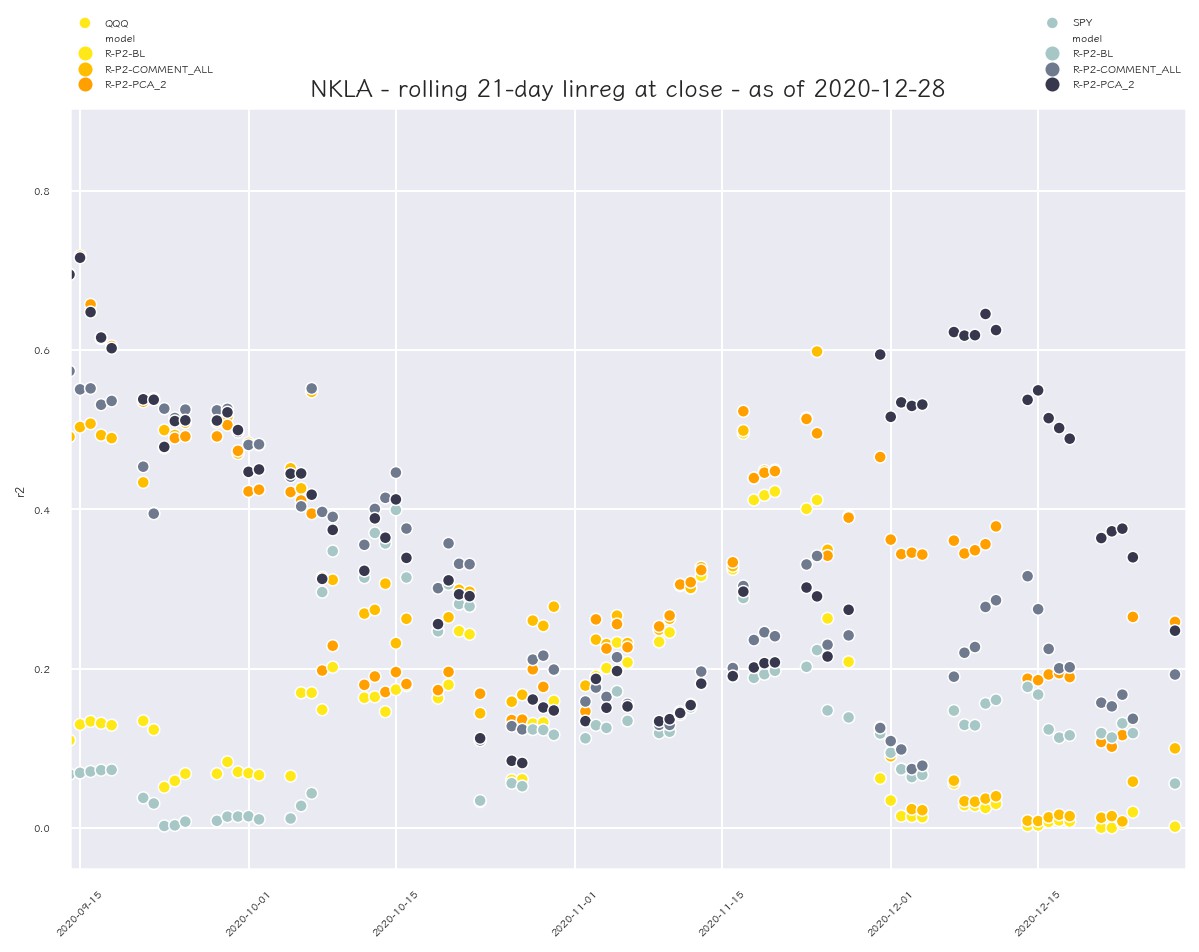 QQQ
model
R-P2-BL
R-P2-COMMENT_ALL
R-P2-PCA_2
SPY
model
R-P2-BL
R-P2-COMMENT_ALL
R-P2-PCA_2
NKLA - rolling 21-day linreg at close - as of 2020-12-28
0.8
0.6
0.4
0.2
0.0
r2
2020-09-15
2020-10-01
2020-10-15
2020-11-01
2020-11-15
2020-12-01
2020-12-15